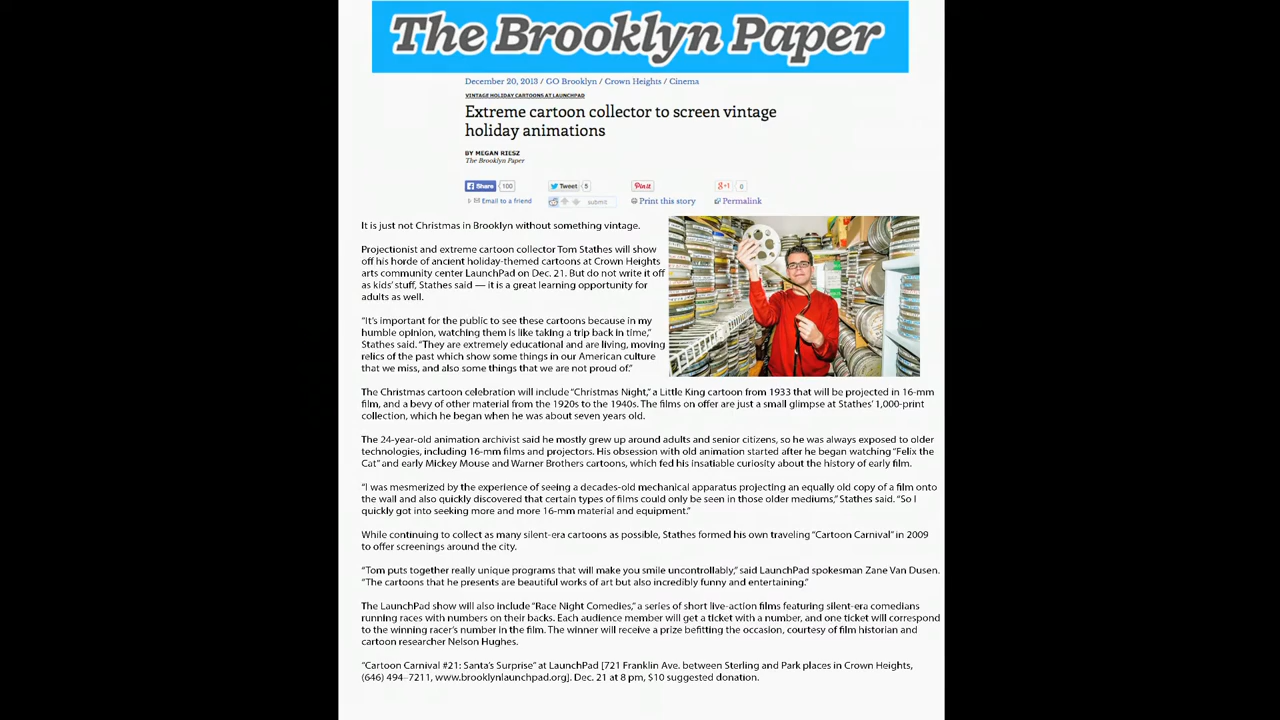 The Brooklyn Paper
December 20, 2013 / GO Brooklyn / Crown Heights / Cinema
VINTAGE HOLIDAY CARTOONS AT LAUNCHPAD
Extreme cartoon collector to screen vintage
holiday animations
BY MEGAN RIESZ
The Brooklyn Paper
Share 100 Tweet 5 Pin it g+1 0
Email to a friend submit Print this story Permalink
It is just not Christmas in Brooklyn without something vintage.
Projectionist and extreme cartoon collector Tom Stathes will show
off his horde of ancient holiday-themed cartoons at Crown Heights
arts community center LaunchPad on Dec. 21. But do not write it off
as kids’ stuff, Stathes said — it is a great learning opportunity for
adults as well.
“It’s important for the public to see these cartoons because in my
humble opinion, watching them is like taking a trip back in time,”
Stathes said. “They are extremely educational and are living, moving
relics of the past which show some things in our American culture
that we miss, and also some things that we are not proud of.”
The Christmas cartoon celebration will include “Christmas Night,” a Little King cartoon from 1933 that will be projected in 16-mm
film, and a bevy of other material from the 1920s to the 1940s. The films on offer are just a small glimpse at Stathes’ 1,000-print
collection, which he began when he was about seven years old.
The 24-year-old animation archivist said he mostly grew up around adults and senior citizens, so he was always exposed to older
technologies, including 16-mm films and projectors. His obsession with old animation started after he began watching “Felix the
Cat” and early Mickey Mouse and Warner Brothers cartoons, which fed his insatiable curiosity about the history of early film.
“I was mesmerized by the experience of seeing a decades-old mechanical apparatus projecting an equally old copy of a film onto
the wall and also quickly discovered that certain types of films could only be seen in those older mediums,” Stathes said. “So I
quickly got into seeking more and more 16-mm material and equipment.”
While continuing to collect as many silent-era cartoons as possible, Stathes formed his own traveling “Cartoon Carnival” in 2009
to offer screenings around the city.
“Tom puts together really unique programs that will make you smile uncontrollably,” said LaunchPad spokesman Zane Van Dusen.
“The cartoons that he presents are beautiful works of art but also incredibly funny and entertaining.”
The LaunchPad show will also include “Race Night Comedies,” a series of short live-action films featuring silent-era comedians
running races with numbers on their backs. Each audience member will get a ticket with a number, and one ticket will correspond
to the winning racer’s number in the film. The winner will receive a prize befitting the occasion, courtesy of film historian and
cartoon researcher Nelson Hughes.
“Cartoon Carnival #21: Santa’s Surprise” at LaunchPad [721 Franklin Ave. between Sterling and Park places in Crown Heights,
(646) 494–7211, www.brooklynlaunchpad.org]. Dec. 21 at 8 pm, $10 suggested donation.